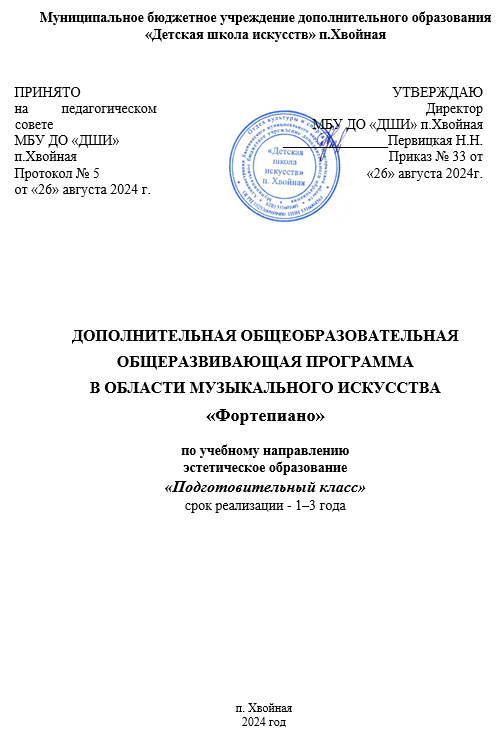 Муниципальное бюджетное учреждение дополнительного образования
«Детская школа искусств» п.Хвойная
ПРИНЯТО
на педагогическом
совете
МБУ ДО «ДШИ»
п.Хвойная
Протокол № 5
от «26» августа 2024 г.
УТВЕРЖДАЮ
Директор
МБУ ДО «ДШИ» п.Хвойная
Первицкая Н.Н.
Приказ № 33 от
«26» августа 2024г.
«Детская
школа
искусств»
п. Хвойная
ДОПОЛНИТЕЛЬНАЯ ОБЩЕОБРАЗОВАТЕЛЬНАЯ
ОБЩЕРАЗВИВАЮЩАЯ ПРОГРАММА
В ОБЛАСТИ МУЗЫКАЛЬНОГО ИСКУССТВА
«Фортепиано»
по учебному направлению
эстетическое образование
«Подготовительный класс»
срок реализации - 1–3 года
п. Хвойная
2024 год